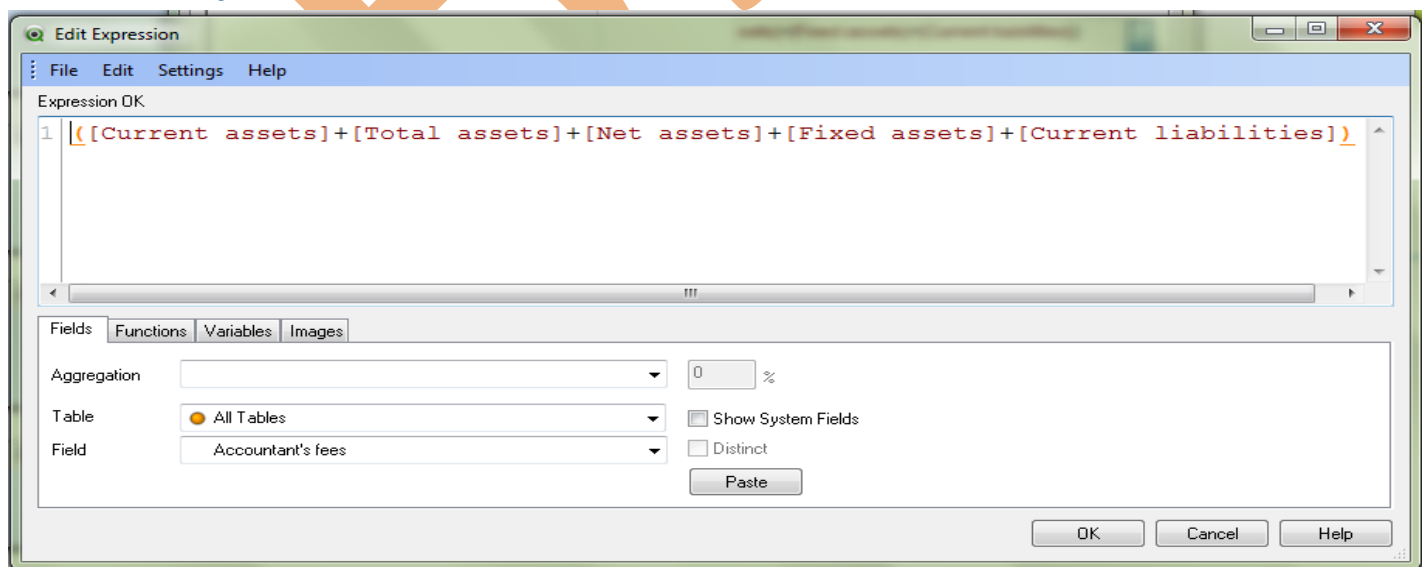 Edit Expression
File Edit Settings Help
Expression OK
1 ([Current assets]+[Total assets]+[Net assets]+[Fixed assets]+[Current liabilities])
Fields Functions Variables Images
Aggregation 0 %
Table All Tables Show System Fields
Field Accountant's fees Distinct
Paste
OK Cancel Help